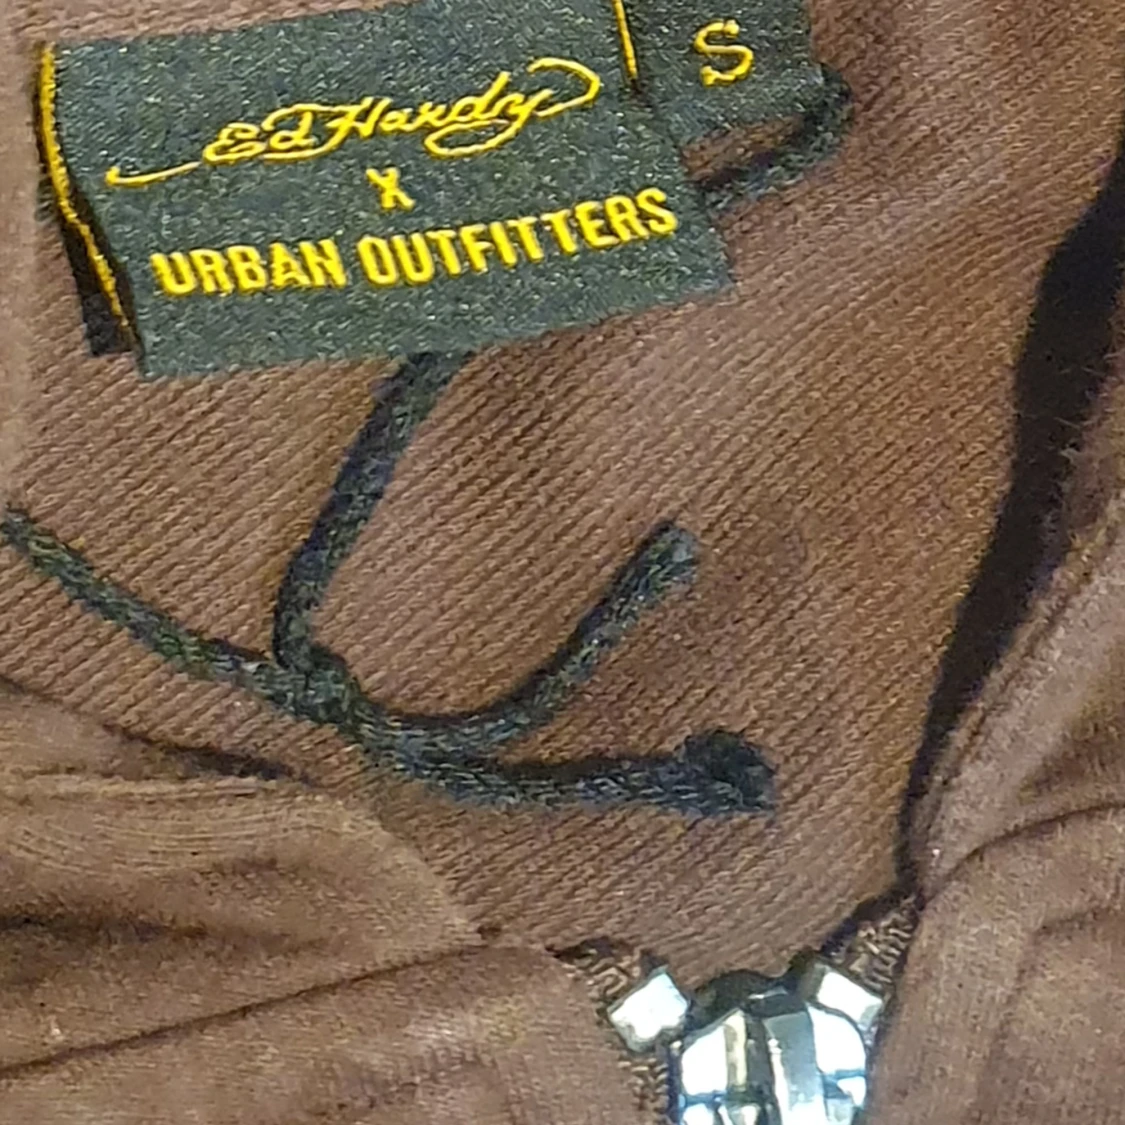 Ed Hardy
X
URBAN OUTFITTERS
S